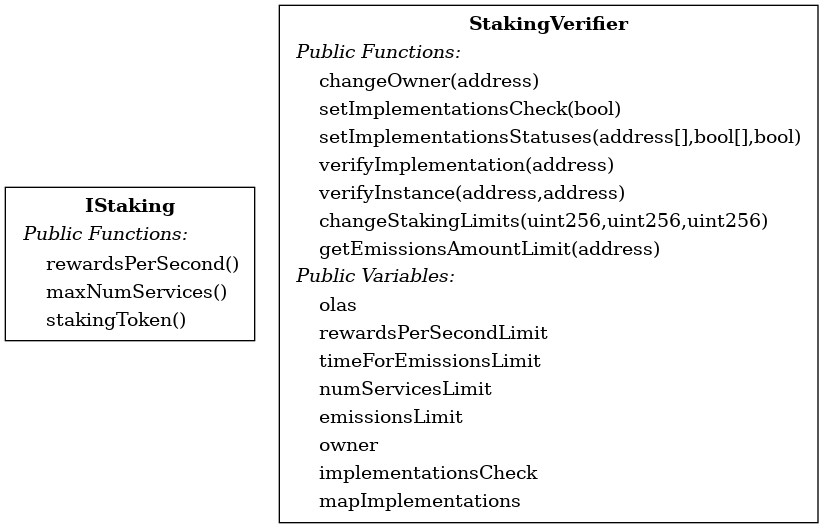 IStaking
Public Functions:
rewardsPerSecond()
maxNumServices()
stakingToken()
StakingVerifier
Public Functions:
changeOwner(address)
setImplementationsCheck(bool)
setImplementationsStatuses(address[],bool[],bool)
verifyImplementation(address)
verifyInstance(address,address)
changeStakingLimits(uint256,uint256,uint256)
getEmissionsAmountLimit(address)
Public Variables:
olas
rewardsPerSecondLimit
timeForEmissionsLimit
numServicesLimit
emissionsLimit
owner
implementationsCheck
mapImplementations